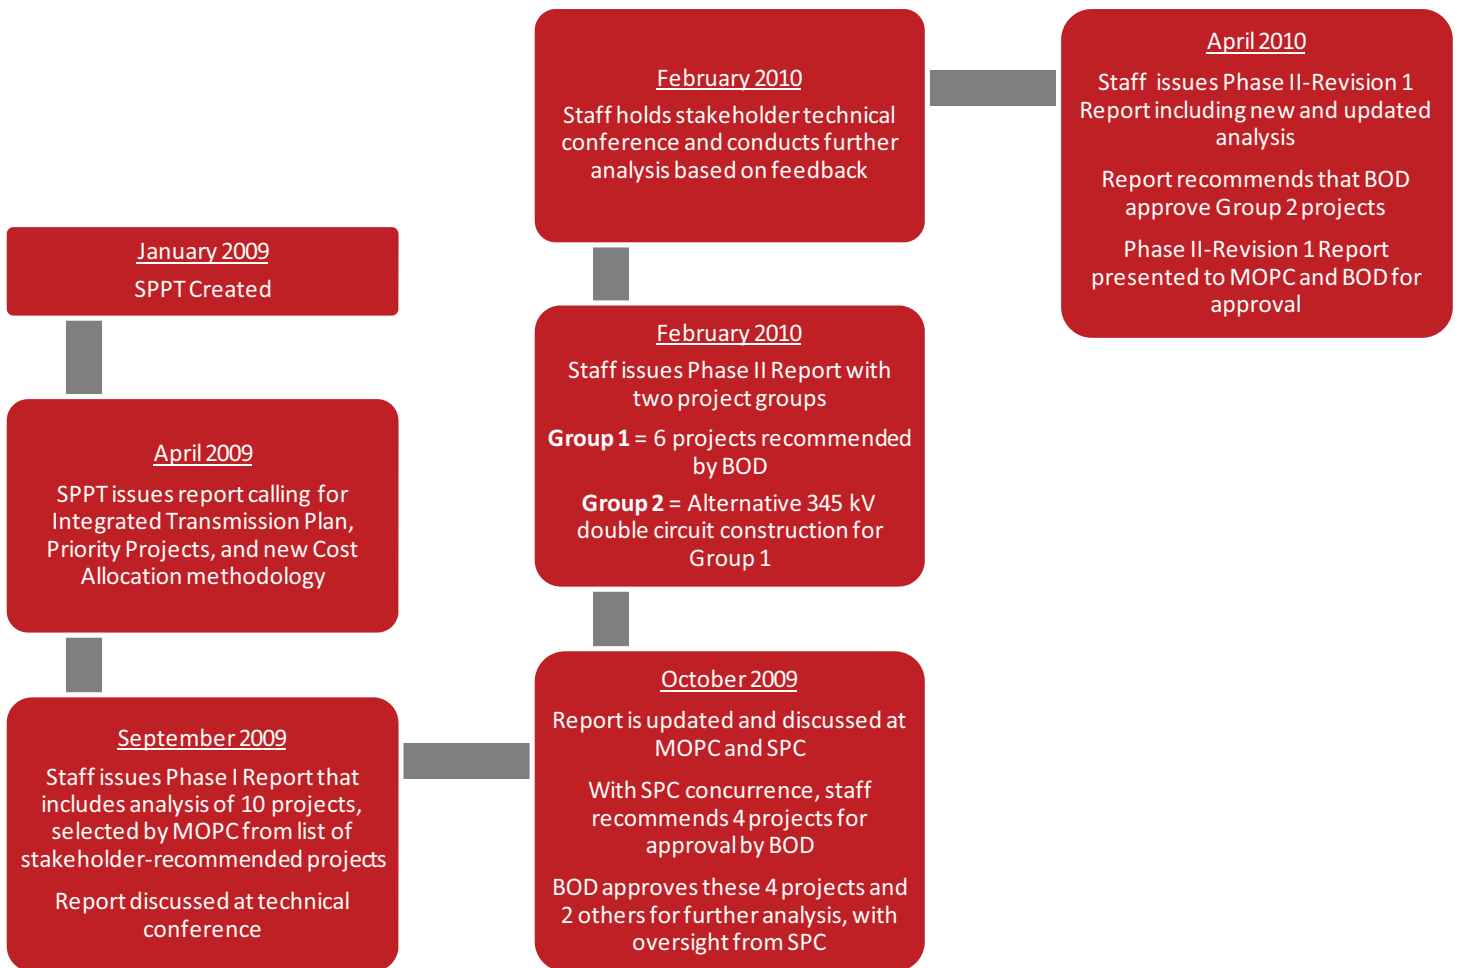 January 2009
SPPT Created
April 2009
SPPT issues report calling for
Integrated Transmission Plan,
Priority Projects, and new Cost
Allocation methodology
September 2009
Staff issues Phase I Report that
includes analysis of 10 projects,
selected by MOPC from list of
stakeholder-recommended projects
Report discussed at technical
conference
October 2009
Report is updated and discussed at
MOPC and SPC
With SPC concurrence, staff
recommends 4 projects for
approval by BOD
BOD approves these 4 projects and
2 others for further analysis, with
oversight from SPC
February 2010
Staff issues Phase II Report with
two project groups
Group 1 = 6 projects recommended
by BOD
Group 2 = Alternative 345 kV
double circuit construction for
Group 1
February 2010
Staff holds stakeholder technical
conference and conducts further
analysis based on feedback
April 2010
Staff issues Phase II-Revision 1
Report including new and updated
analysis
Report recommends that BOD
approve Group 2 projects
Phase II-Revision 1 Report
presented to MOPC and BOD for
approval